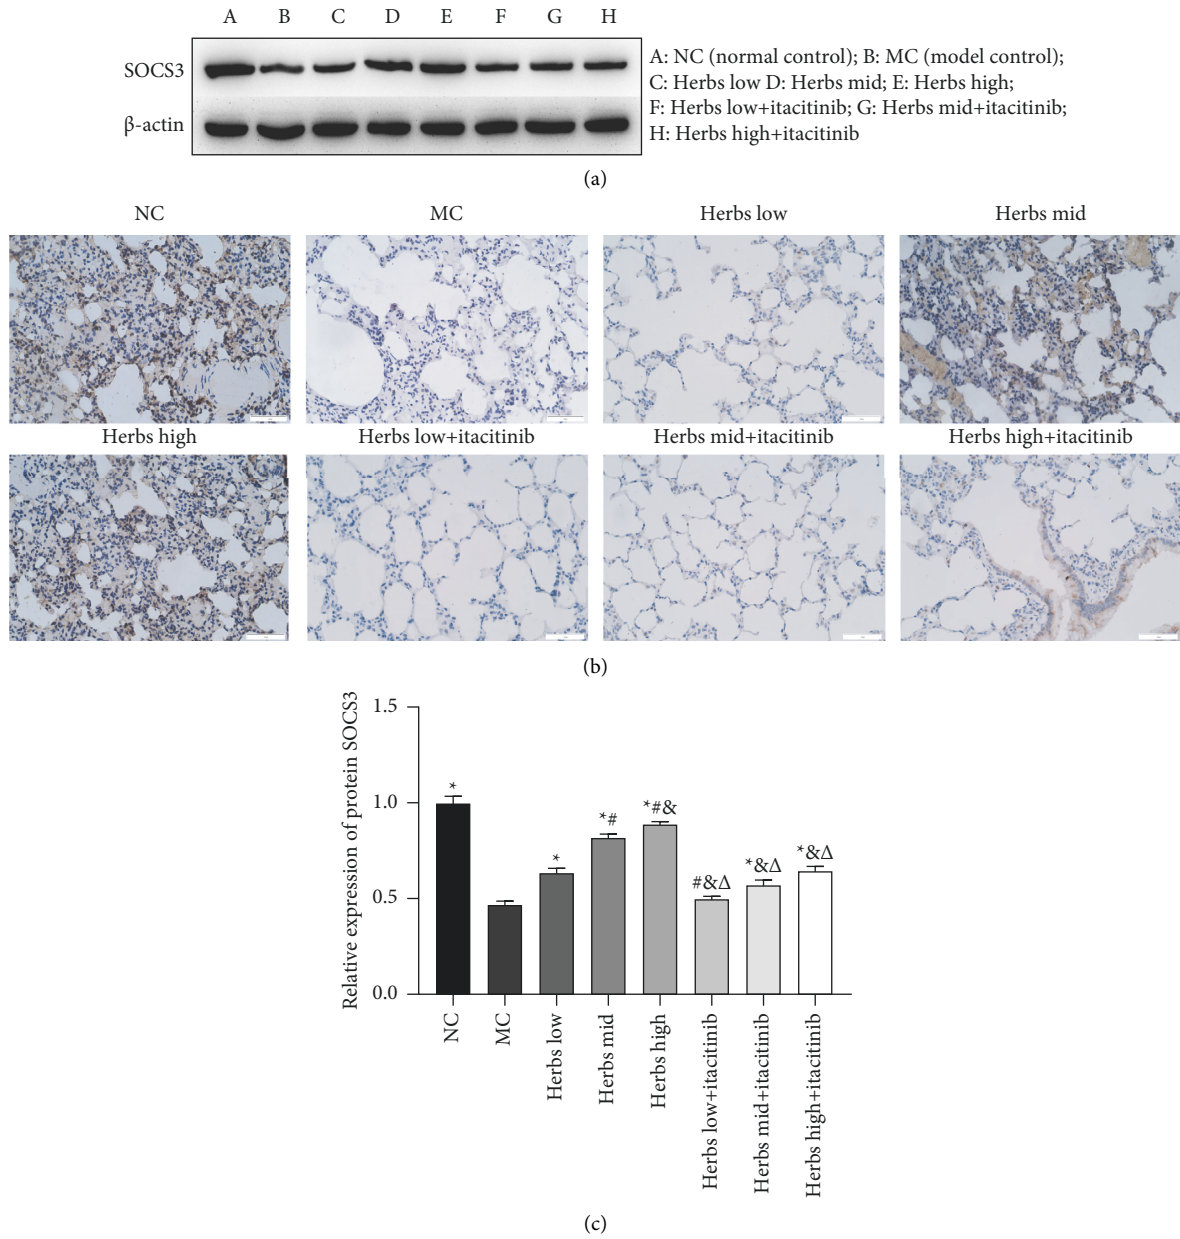 A B C D E F G H
SOCS3
β-actin
A: NC (normal control); B: MC (model control);
C: Herbs low D: Herbs mid; E: Herbs high;
F: Herbs low+itacitinib; G: Herbs mid+itacitinib;
H: Herbs high+itacitinib
(a)
NC MC Herbs low Herbs mid
Herbs high Herbs low+itacitinib Herbs mid+itacitinib Herbs high+itacitinib
(b)
Relative expression of protein SOCS3
1.5
1.0
0.5
0.0
*
*
*#
*#&
#&Δ
*&Δ
*&Δ
NC
MC
Herbs low
Herbs mid
Herbs high
Herbs low+itacitinib
Herbs mid+itacitinib
Herbs high+itacitinib
(c)